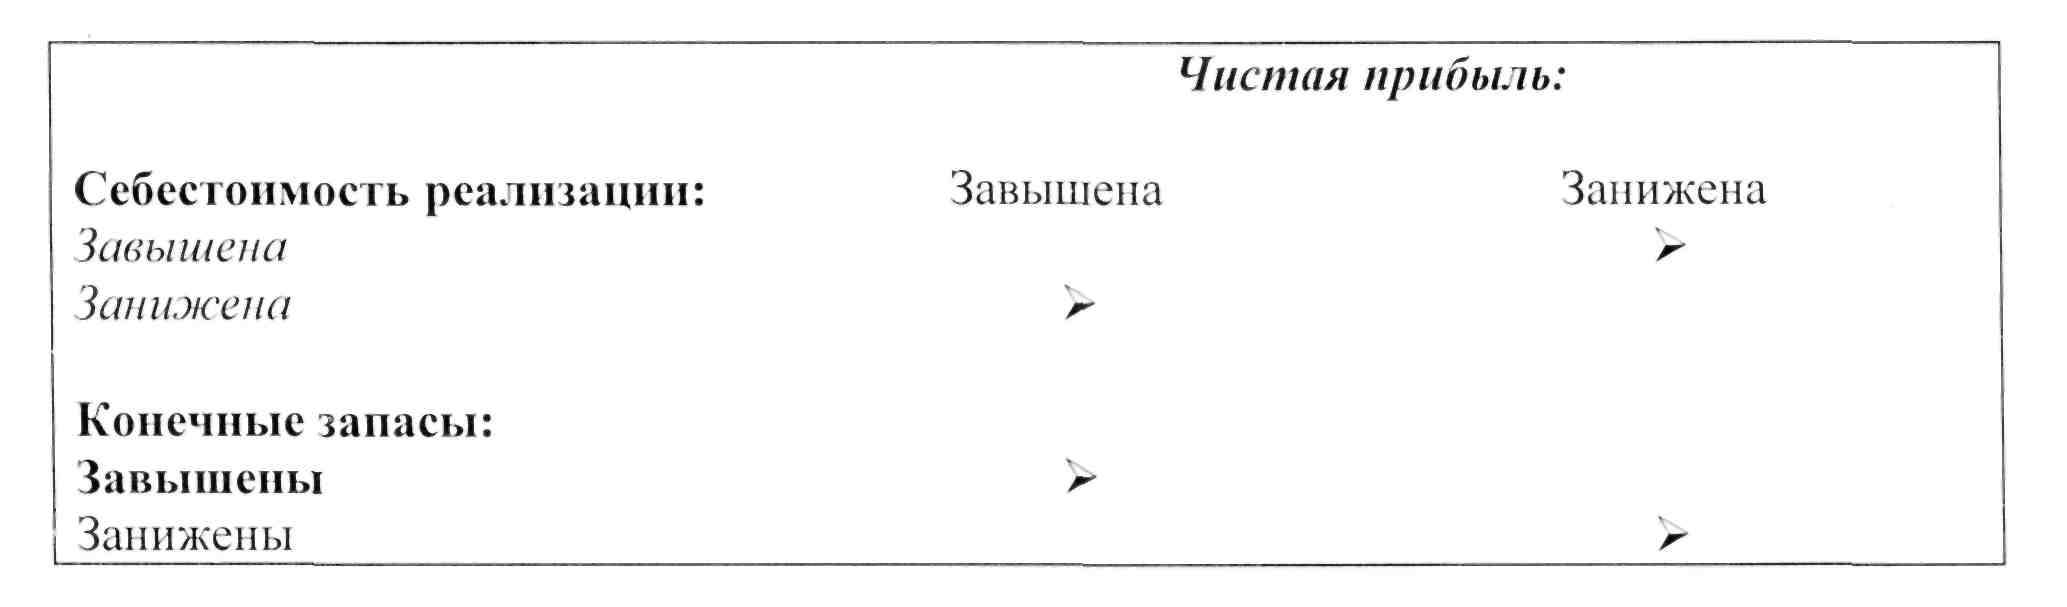 Чистая прибыль:
Себестоимость реализации: Завышена Занижена
Завышена ➢
Занижена ➢
Конечные запасы:
Завышены ➢
Занижены ➢